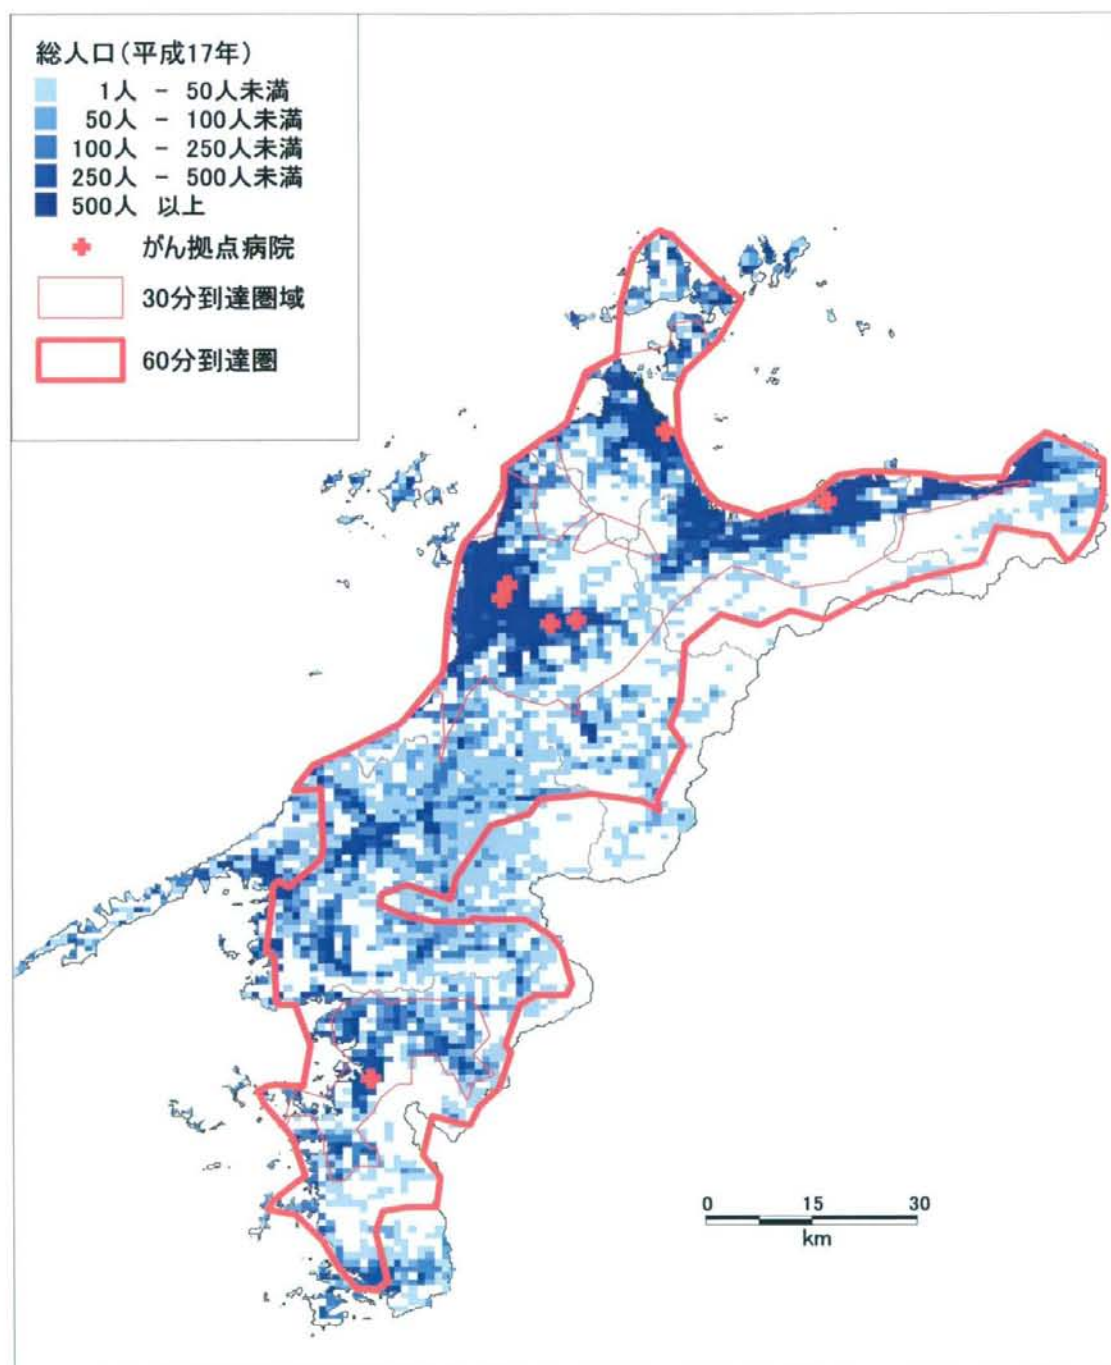 総人口(平成17年)
1人 - 50人未満
50人 - 100人未満
100人 - 250人未満
250人 - 500人未満
500人 以上
がん拠点病院
30分到達圏域
60分到達圏
0 15 30
km